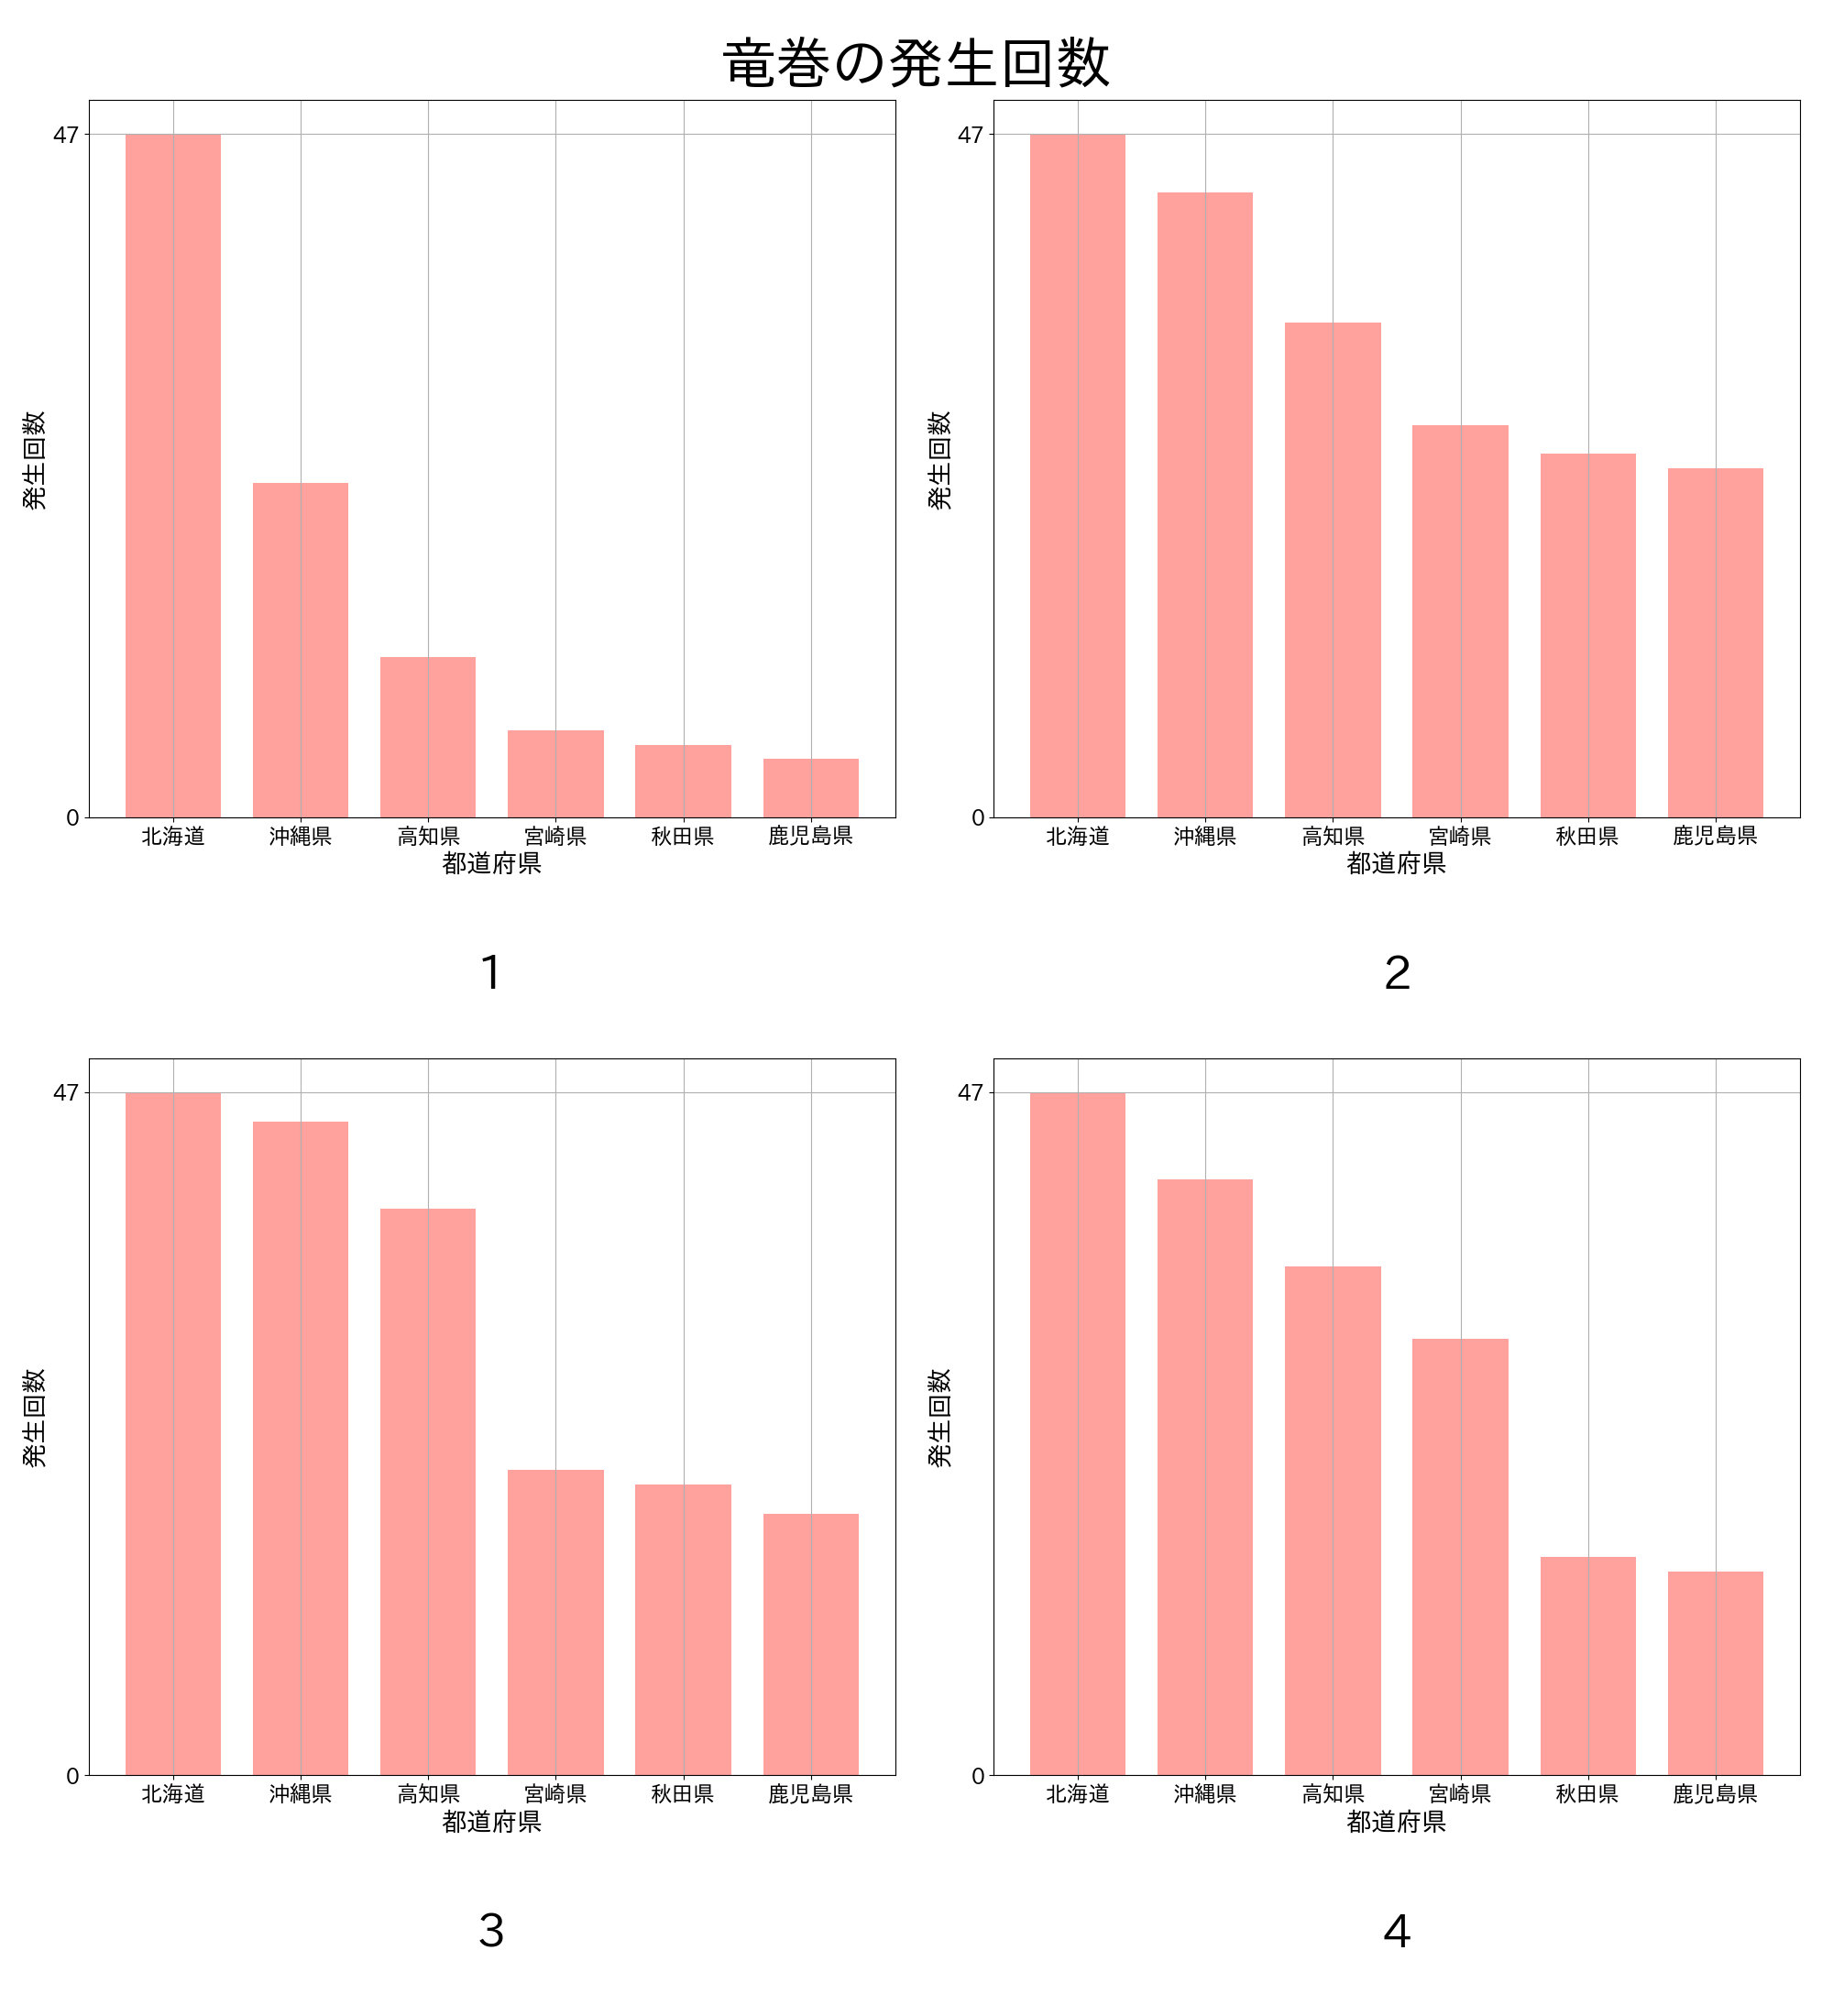 竜巻の発生回数
47
0
発生回数
北海道 沖縄県 高知県 宮崎県 秋田県 鹿児島県
都道府県
1
47
0
発生回数
北海道 沖縄県 高知県 宮崎県 秋田県 鹿児島県
都道府県
2
47
0
発生回数
北海道 沖縄県 高知県 宮崎県 秋田県 鹿児島県
都道府県
3
47
0
発生回数
北海道 沖縄県 高知県 宮崎県 秋田県 鹿児島県
都道府県
4